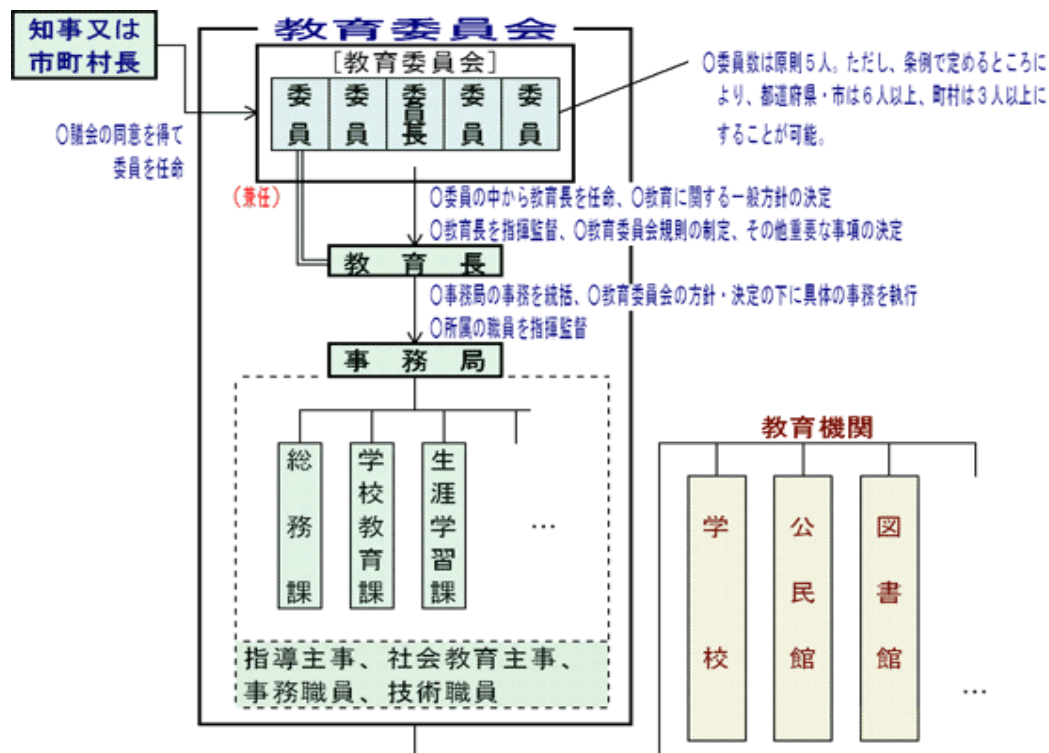 知事又は
市町村長
〇議会の同意を得て
委員を任命
教育委員会
[教育委員会]
委員
委員
委員長
委員
委員
〇委員数は原則５人。ただし、条例で定めるところに
より、都道府県・市は６人以上、町村は３人以上に
することが可能。
(兼任)
〇委員の中から教育長を任命、〇教育に関する一般方針の決定
〇教育長を指揮監督、〇教育委員会規則の制定、その他重要な事項の決定
教育長
〇事務局の事務を統括、〇教育委員会の方針・決定の下に具体の事務を執行
〇所属の職員を指揮監督
事務局
総務課
学校教育課
生涯学習課
…
指導主事、社会教育主事、
事務職員、技術職員
教育機関
学校
公民館
図書館
…